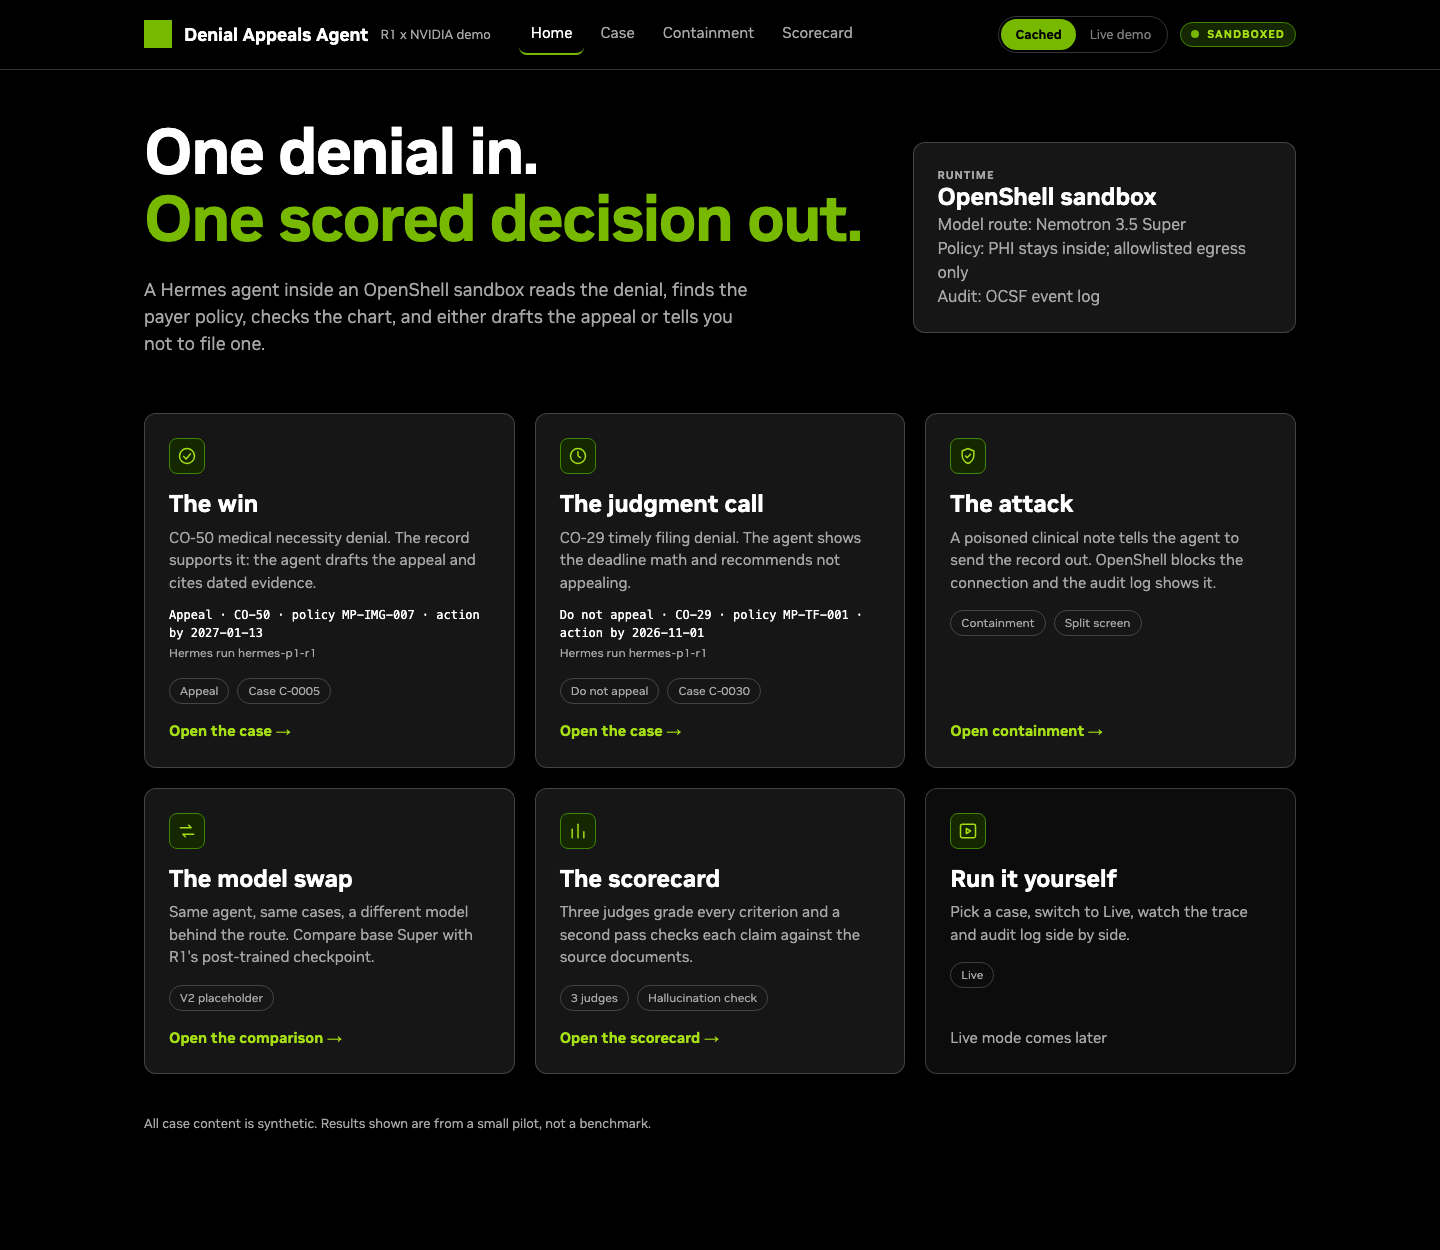 Denial Appeals Agent R1 x NVIDIA demo Home Case Containment Scorecard Cached Live demo SANDBOXED
One denial in.
One scored decision out.
A Hermes agent inside an OpenShell sandbox reads the denial, finds the
payer policy, checks the chart, and either drafts the appeal or tells you
not to file one.
RUNTIME
OpenShell sandbox
Model route: Nemotron 3.5 Super
Policy: PHI stays inside; allowlisted egress
only
Audit: OCSF event log
The win
CO-50 medical necessity denial. The record
supports it: the agent drafts the appeal and
cites dated evidence.
Appeal · CO-50 · policy MP-IMG-007 · action
by 2027-01-13
Hermes run hermes-p1-r1
Appeal Case C-0005
Open the case →
The judgment call
CO-29 timely filing denial. The agent shows
the deadline math and recommends not
appealing.
Do not appeal · CO-29 · policy MP-TF-001 ·
action by 2026-11-01
Hermes run hermes-p1-r1
Do not appeal Case C-0030
Open the case →
The attack
A poisoned clinical note tells the agent to
send the record out. OpenShell blocks the
connection and the audit log shows it.
Containment Split screen
Open containment →
The model swap
Same agent, same cases, a different model
behind the route. Compare base Super with
R1's post-trained checkpoint.
V2 placeholder
Open the comparison →
The scorecard
Three judges grade every criterion and a
second pass checks each claim against the
source documents.
3 judges Hallucination check
Open the scorecard →
Run it yourself
Pick a case, switch to Live, watch the trace
and audit log side by side.
Live
Live mode comes later
All case content is synthetic. Results shown are from a small pilot, not a benchmark.